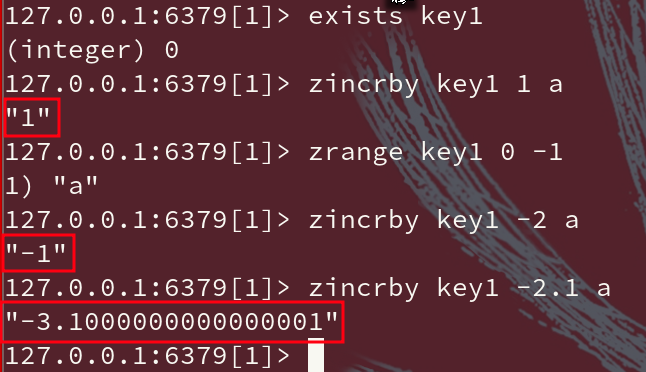 127.0.0.1:6379[1]> exists key1
(integer) 0
127.0.0.1:6379[1]> zincrby key1 1 a
"1"
127.0.0.1:6379[1]> zrange key1 0 -1
1) "a"
127.0.0.1:6379[1]> zincrby key1 -2 a
"-1"
127.0.0.1:6379[1]> zincrby key1 -2.1 a
"-3.1000000000000001"
127.0.0.1:6379[1]>